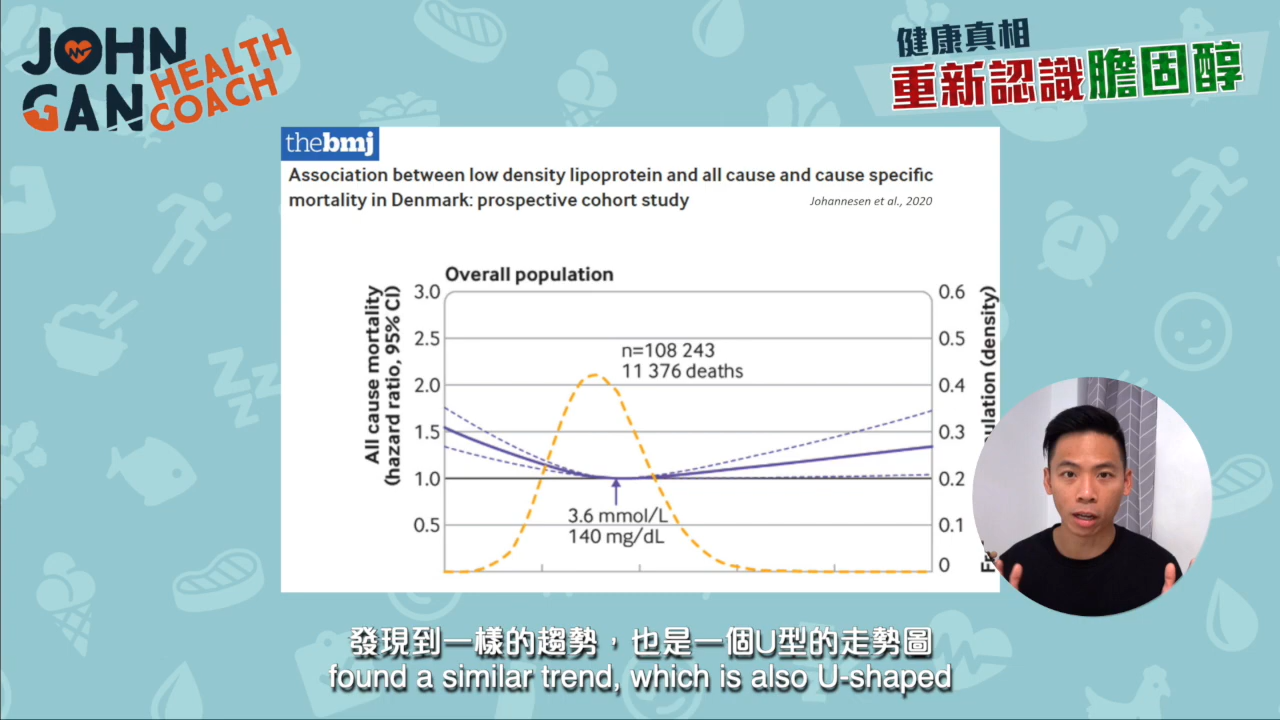 JOHN
GAN
HEALTH
COACH
健康真相
重新認識膽固醇
thebmj
Association between low density lipoprotein and all cause and cause specific
mortality in Denmark: prospective cohort study
Johannesen et al., 2020
Overall population
All cause mortality
(hazard ratio, 95% CI)
3.0
2.5
2.0
1.5
1.0
0.5
n=108 243
11 376 deaths
3.6 mmol/L
140 mg/dL
0.6
0.5
0.4
0.3
0.2
0.1
0
(density)
發現到一樣的趨勢，也是一個U型的走勢圖
found a similar trend, which is also U-shaped